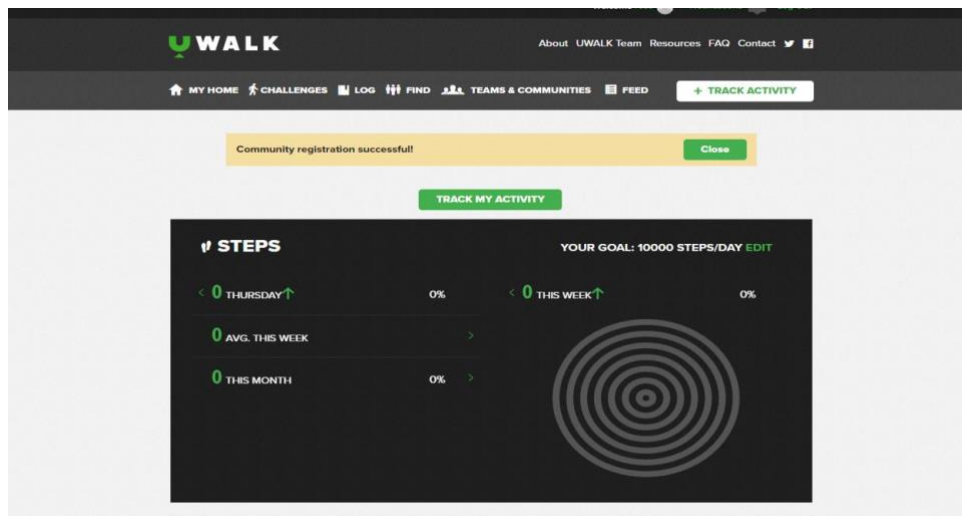 UWALK
About UWALK Team Resources FAQ Contact
MY HOME CHALLENGES LOG FIND TEAMS & COMMUNITIES FEED + TRACK ACTIVITY
Community registration successful! Close
TRACK MY ACTIVITY
STEPS YOUR GOAL: 10000 STEPS/DAY EDIT
< 0 THURSDAY↑ 0% < 0 THIS WEEK↑ 0%
0 AVG. THIS WEEK >
0 THIS MONTH 0% >